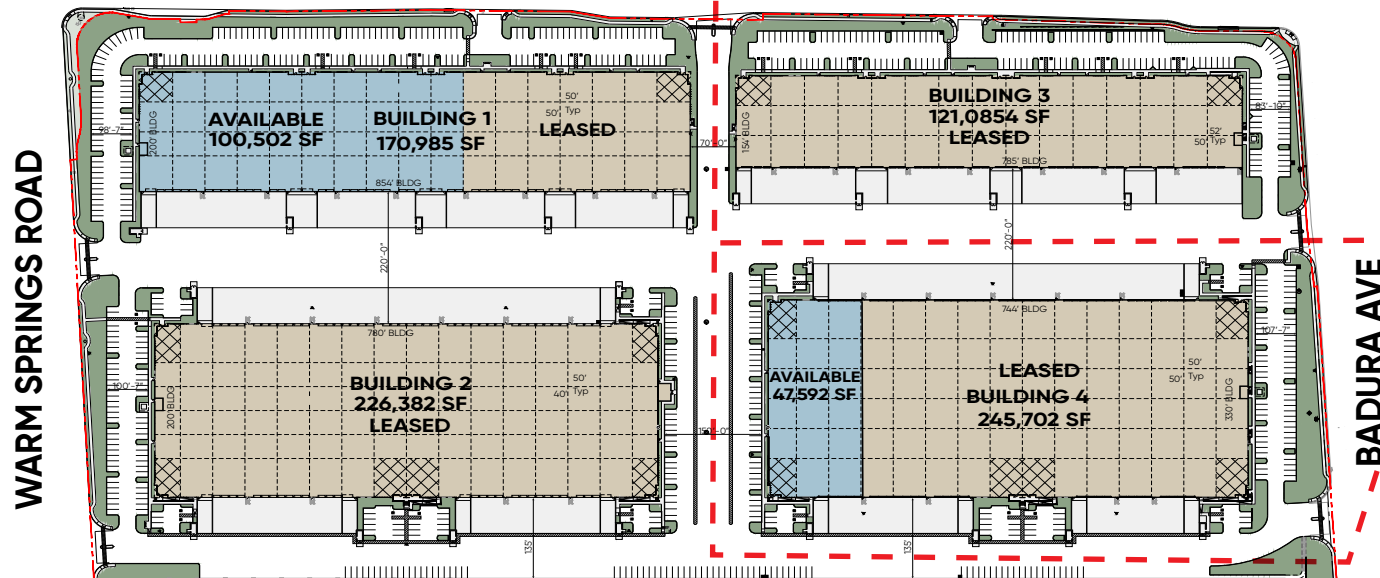 WARM SPRINGS ROAD
98'-7"
200' BLDG
AVAILABLE
100,502 SF
BUILDING 1
170,985 SF
50'
50' Typ
LEASED
854' BLDG
70'-0"
154' BLDG
BUILDING 3
121,0854 SF
LEASED
785' BLDG
52'
50' Typ
83'-10"
220'-0"
220'-0"
780' BLDG
100'-7"
200' BLDG
BUILDING 2
226,382 SF
LEASED
50'
40' Typ
150'-0"
744' BLDG
AVAILABLE
47,592 SF
LEASED
BUILDING 4
245,702 SF
50'
50' Typ
330' BLDG
107'-7"
135'
135'
BADURA AVE